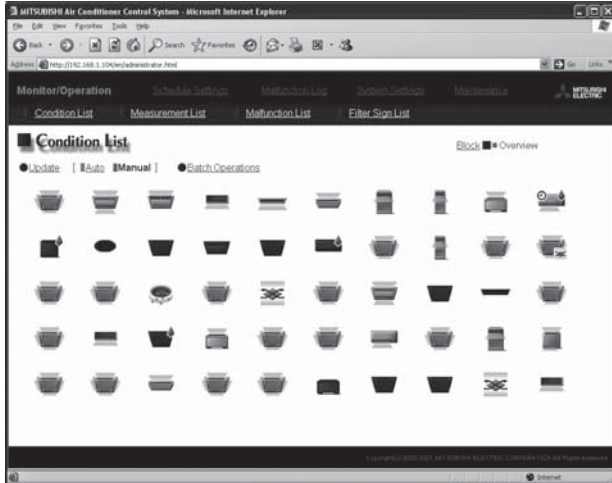 MITSUBISHI Air Conditioner Control System - Microsoft Internet Explorer
File Edit View Favorites Tools Help
Back Search Favorites
Address http://192.168.1.104/en/administrator.html Go Links
Monitor/Operation Schedule Settings Malfunction Log System Settings Maintenance MITSUBISHI ELECTRIC
Condition List Measurement List Malfunction List Filter Sign List
Condition List
Block Overview
Update [ Auto Manual ] Batch Operations
Internet